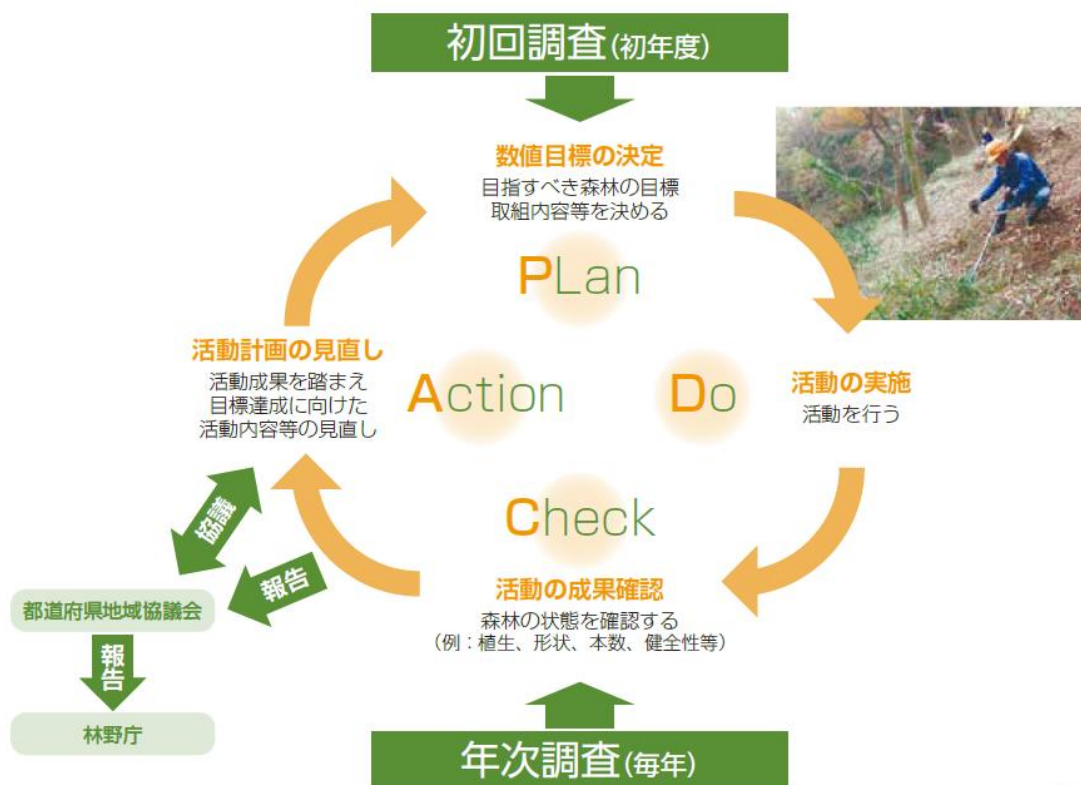 初回調査(初年度)
数値目標の決定
目指すべき森林の目標
取組内容等を決める
PLan
活動計画の見直し
活動成果を踏まえ
目標達成に向けた
活動内容等の見直し
Action
Do
活動の実施
活動を行う
Check
活動の成果確認
森林の状態を確認する
(例:植生、形状、本数、健全性等)
協議
報告
都道府県地域協議会
報告
林野庁
年次調査(毎年)